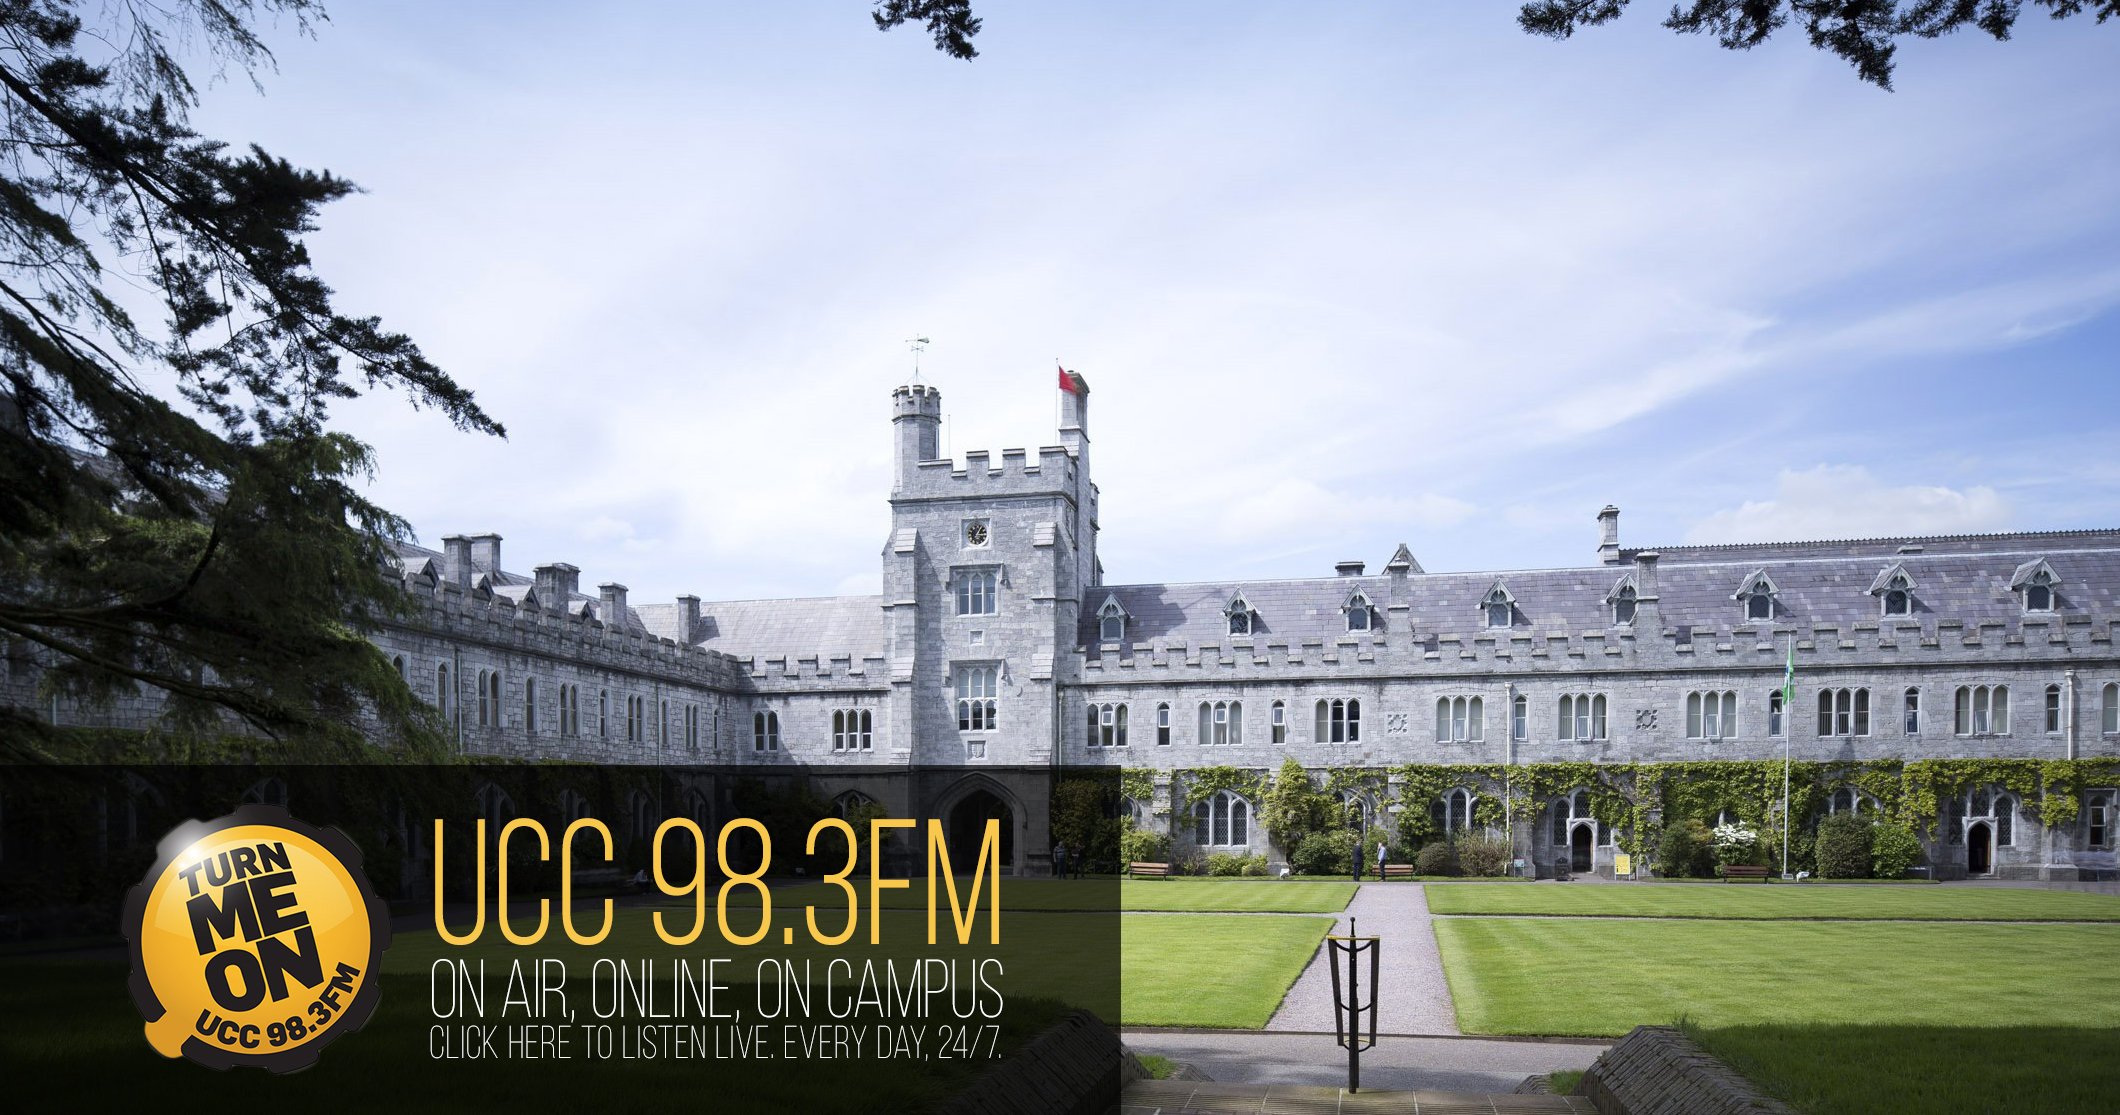 TURN
ME
ON
UCC 98.3FM
UCC 98.3FM
ON AIR, ONLINE, ON CAMPUS
CLICK HERE TO LISTEN LIVE. EVERY DAY, 24/7.